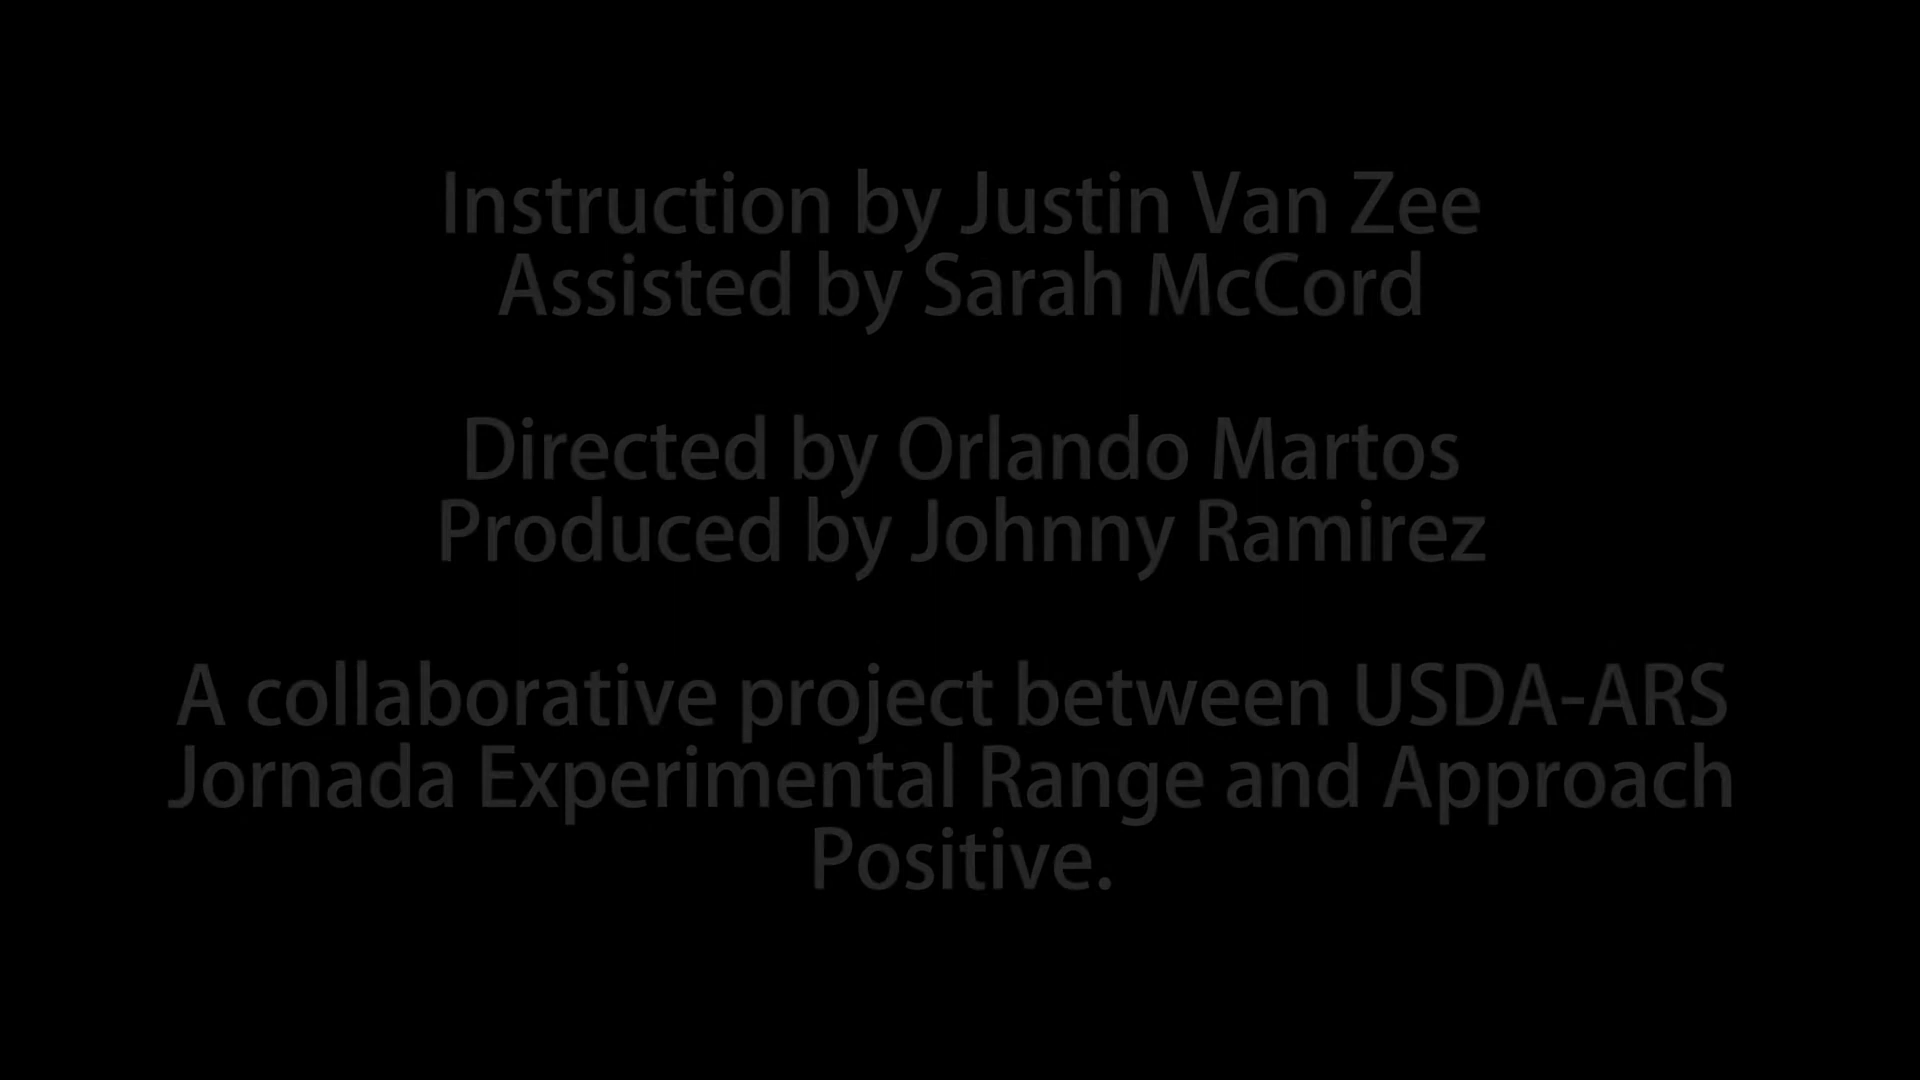 Instruction by Justin Van Zee
Assisted by Sarah McCord
Directed by Orlando Martos
Produced by Johnny Ramirez
A collaborative project between USDA-ARS
Jornada Experimental Range and Approach
Positive.